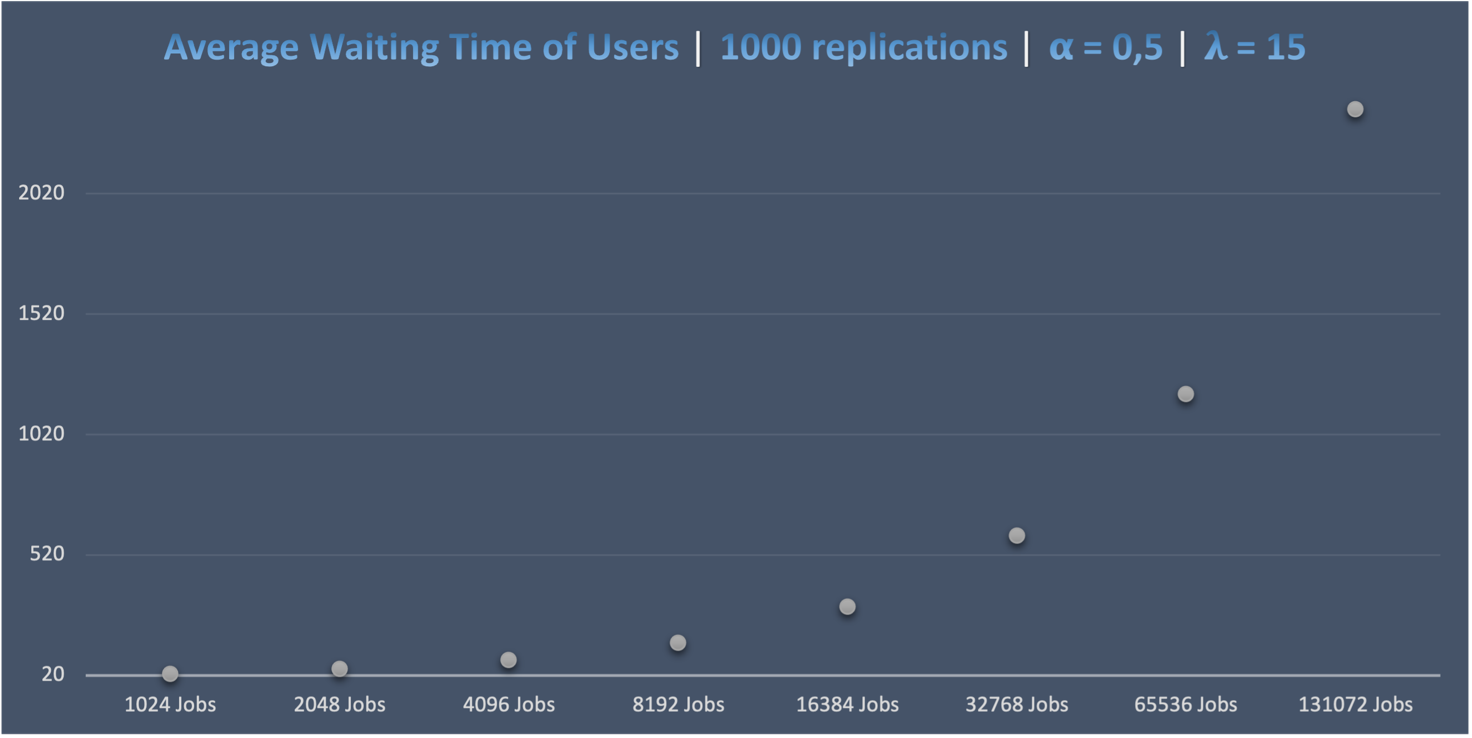 Average Waiting Time of Users | 1000 replications | α = 0,5 | λ = 15
2020
1520
1020
520
20
1024 Jobs 2048 Jobs 4096 Jobs 8192 Jobs 16384 Jobs 32768 Jobs 65536 Jobs 131072 Jobs